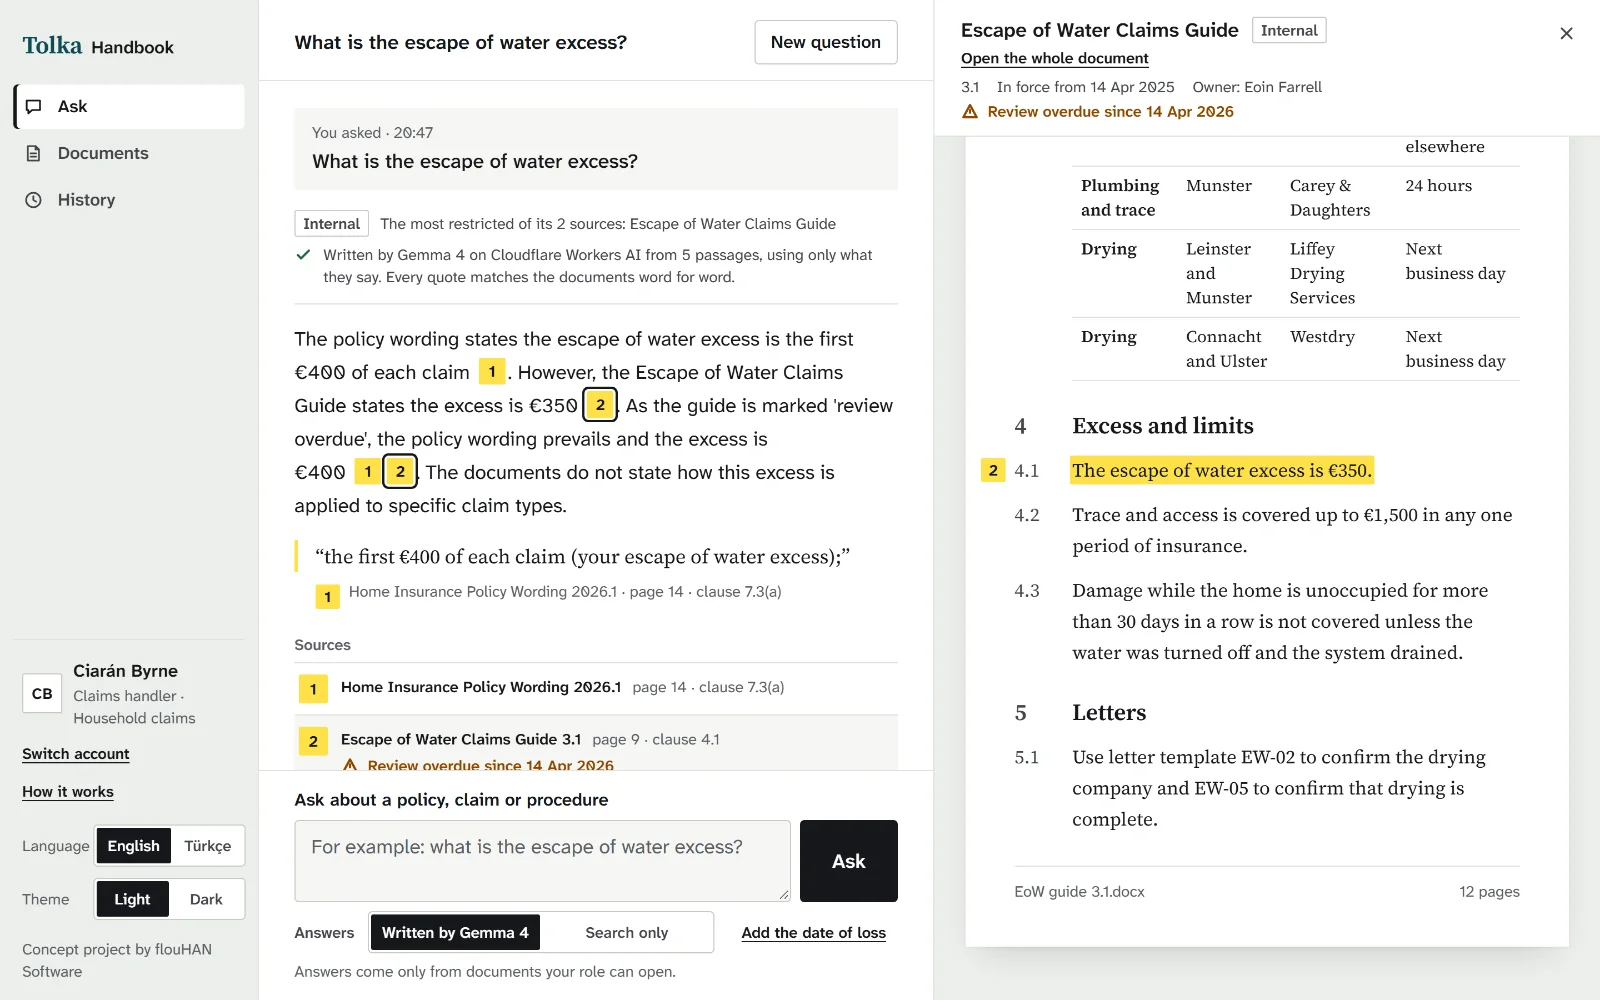 Tolka Handbook
Ask
Documents
History
Ciarán Byrne
CB
Claims handler ·
Household claims
Switch account
How it works
Language English Türkçe
Theme Light Dark
Concept project by flouHAN
Software
What is the escape of water excess?
New question
You asked · 20:47
What is the escape of water excess?
Internal The most restricted of its 2 sources: Escape of Water Claims Guide
Written by Gemma 4 on Cloudflare Workers AI from 5 passages, using only what
they say. Every quote matches the documents word for word.
The policy wording states the escape of water excess is the first
€400 of each claim 1. However, the Escape of Water Claims
Guide states the excess is €350 2. As the guide is marked 'review
overdue', the policy wording prevails and the excess is
€400 1 2. The documents do not state how this excess is
applied to specific claim types.
“the first €400 of each claim (your escape of water excess);”
1 Home Insurance Policy Wording 2026.1 · page 14 · clause 7.3(a)
Sources
1 Home Insurance Policy Wording 2026.1 page 14 · clause 7.3(a)
2 Escape of Water Claims Guide 3.1 page 9 · clause 4.1
Review overdue since 14 Apr 2026
Ask about a policy, claim or procedure
For example: what is the escape of water excess?
Ask
Answers Written by Gemma 4 Search only Add the date of loss
Answers come only from documents your role can open.
Escape of Water Claims Guide Internal
Open the whole document
3.1 In force from 14 Apr 2025 Owner: Eoin Farrell
Review overdue since 14 Apr 2026
elsewhere
Plumbing and trace Munster Carey & Daughters 24 hours
Drying Leinster and Munster Liffey Drying Services Next business day
Drying Connacht and Ulster Westdry Next business day
4 Excess and limits
2 4.1 The escape of water excess is €350.
4.2 Trace and access is covered up to €1,500 in any one
period of insurance.
4.3 Damage while the home is unoccupied for more
than 30 days in a row is not covered unless the
water was turned off and the system drained.
5 Letters
5.1 Use letter template EW-02 to confirm the drying
company and EW-05 to confirm that drying is
complete.
EoW guide 3.1.docx 12 pages